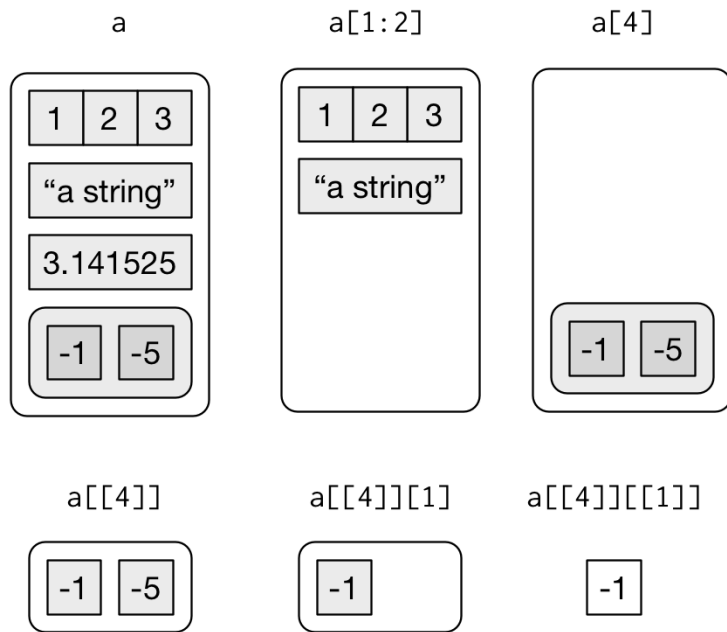 a a[1:2] a[4]
1 2 3 1 2 3
“a string” “a string”
3.141525
-1 -5 -1 -5
a[[4]] a[[4]][1] a[[4]][[1]]
-1 -5 -1 -1